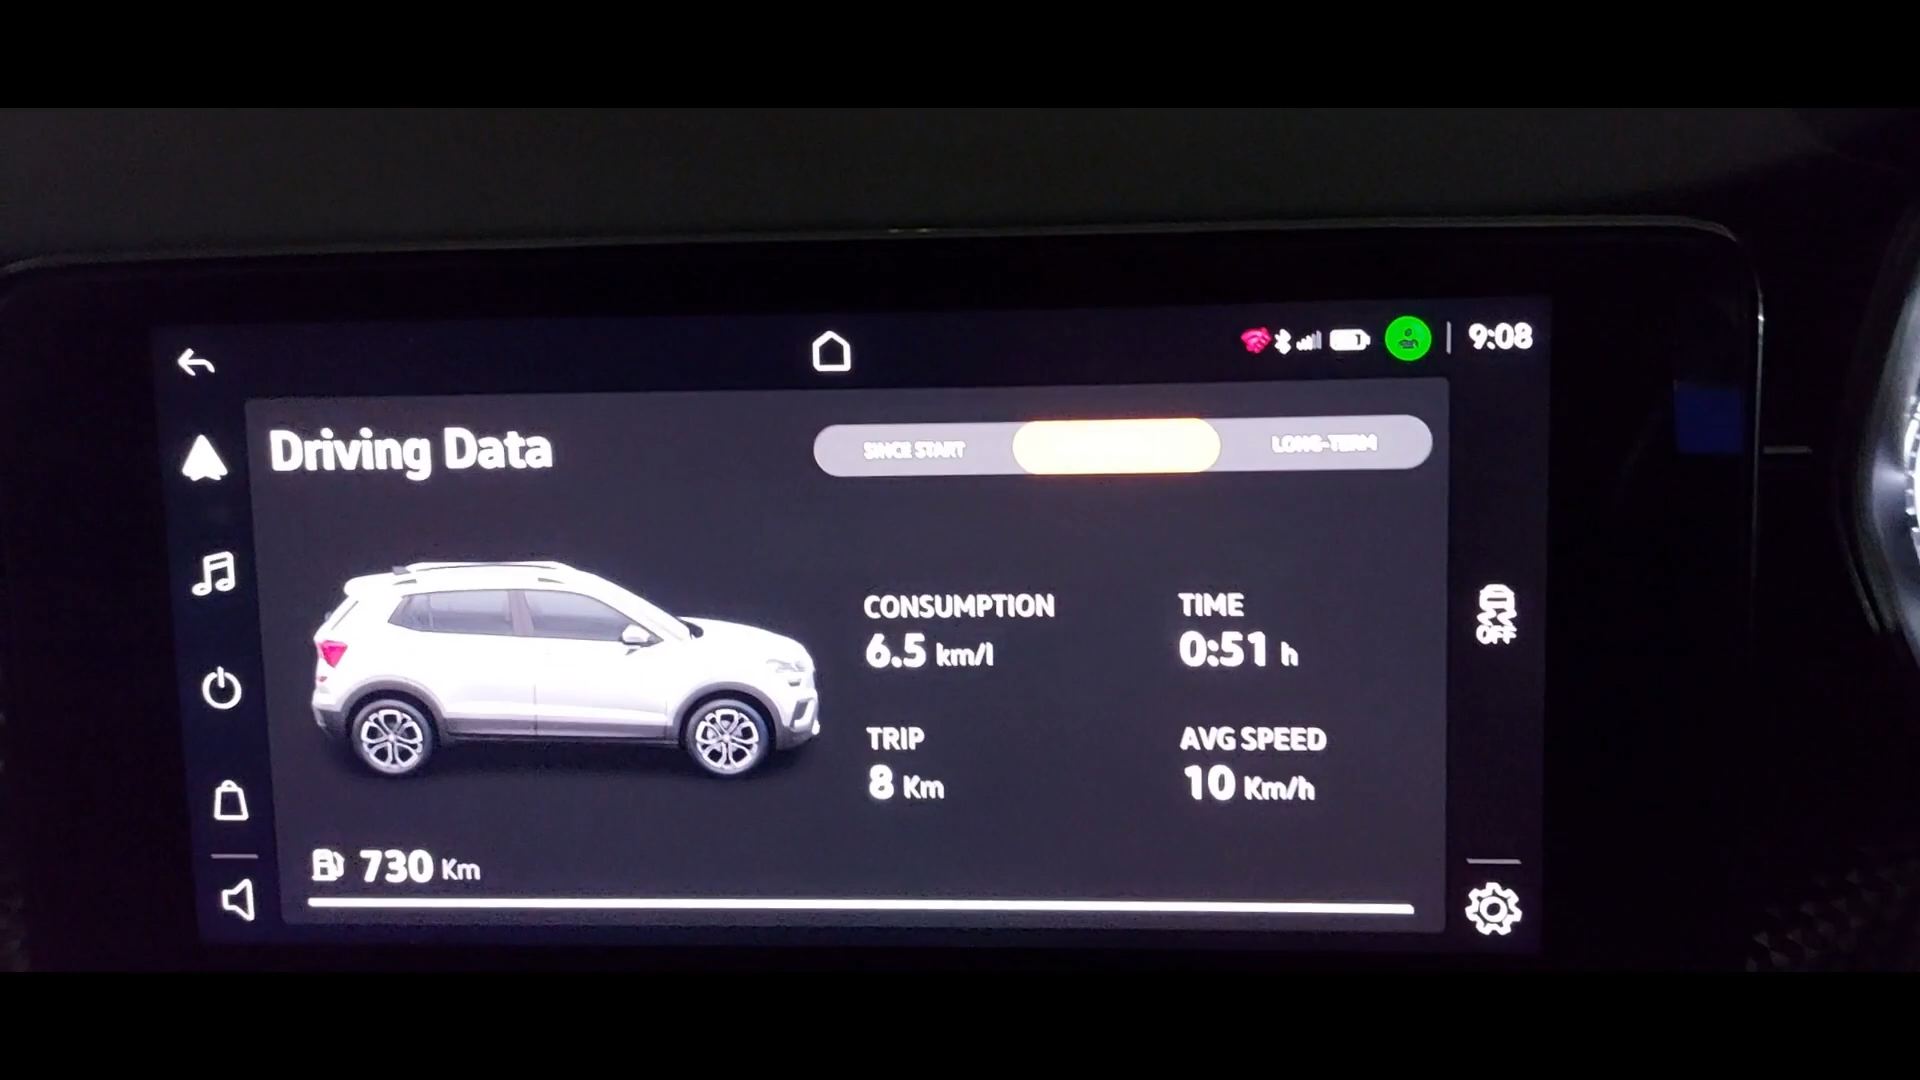 9:08
Driving Data
SINCE START
LONG-TERM
CONSUMPTION
6.5 km/l
TIME
0:51 h
TRIP
8 Km
AVG SPEED
10 Km/h
OFF
730 Km